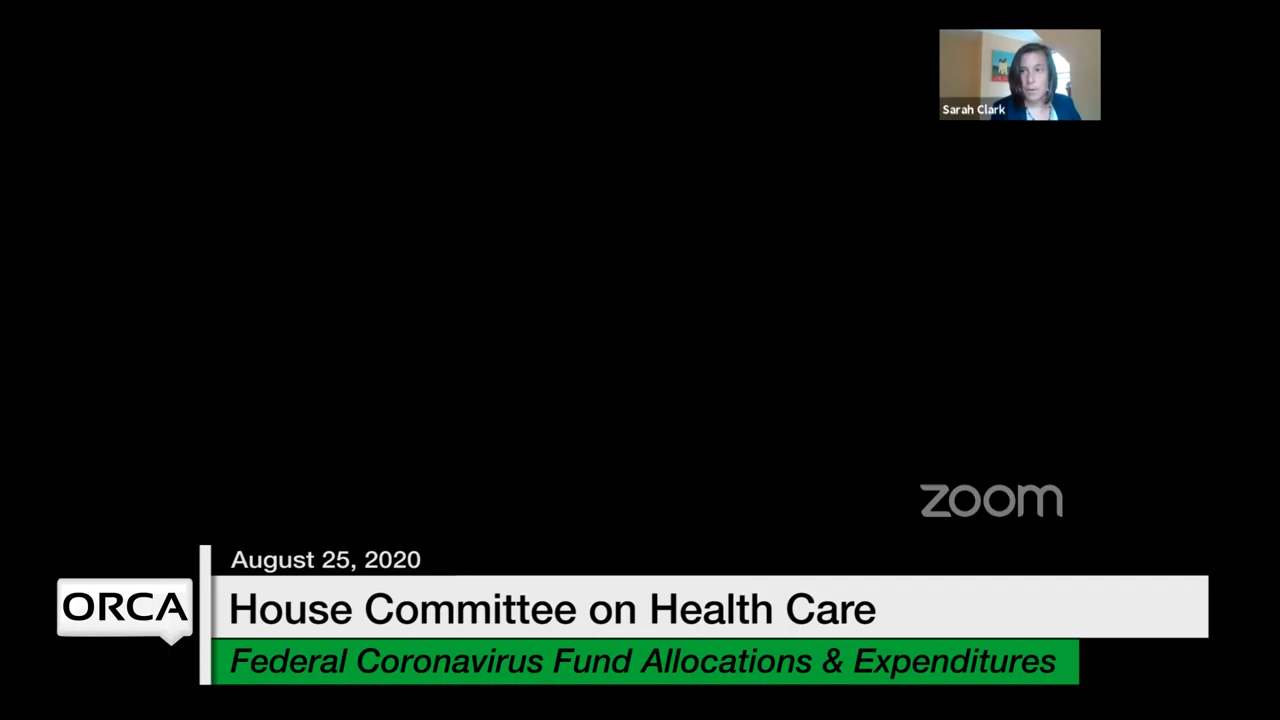 Sarah Clark
zoom
August 25, 2020
ORCA
House Committee on Health Care
Federal Coronavirus Fund Allocations & Expenditures